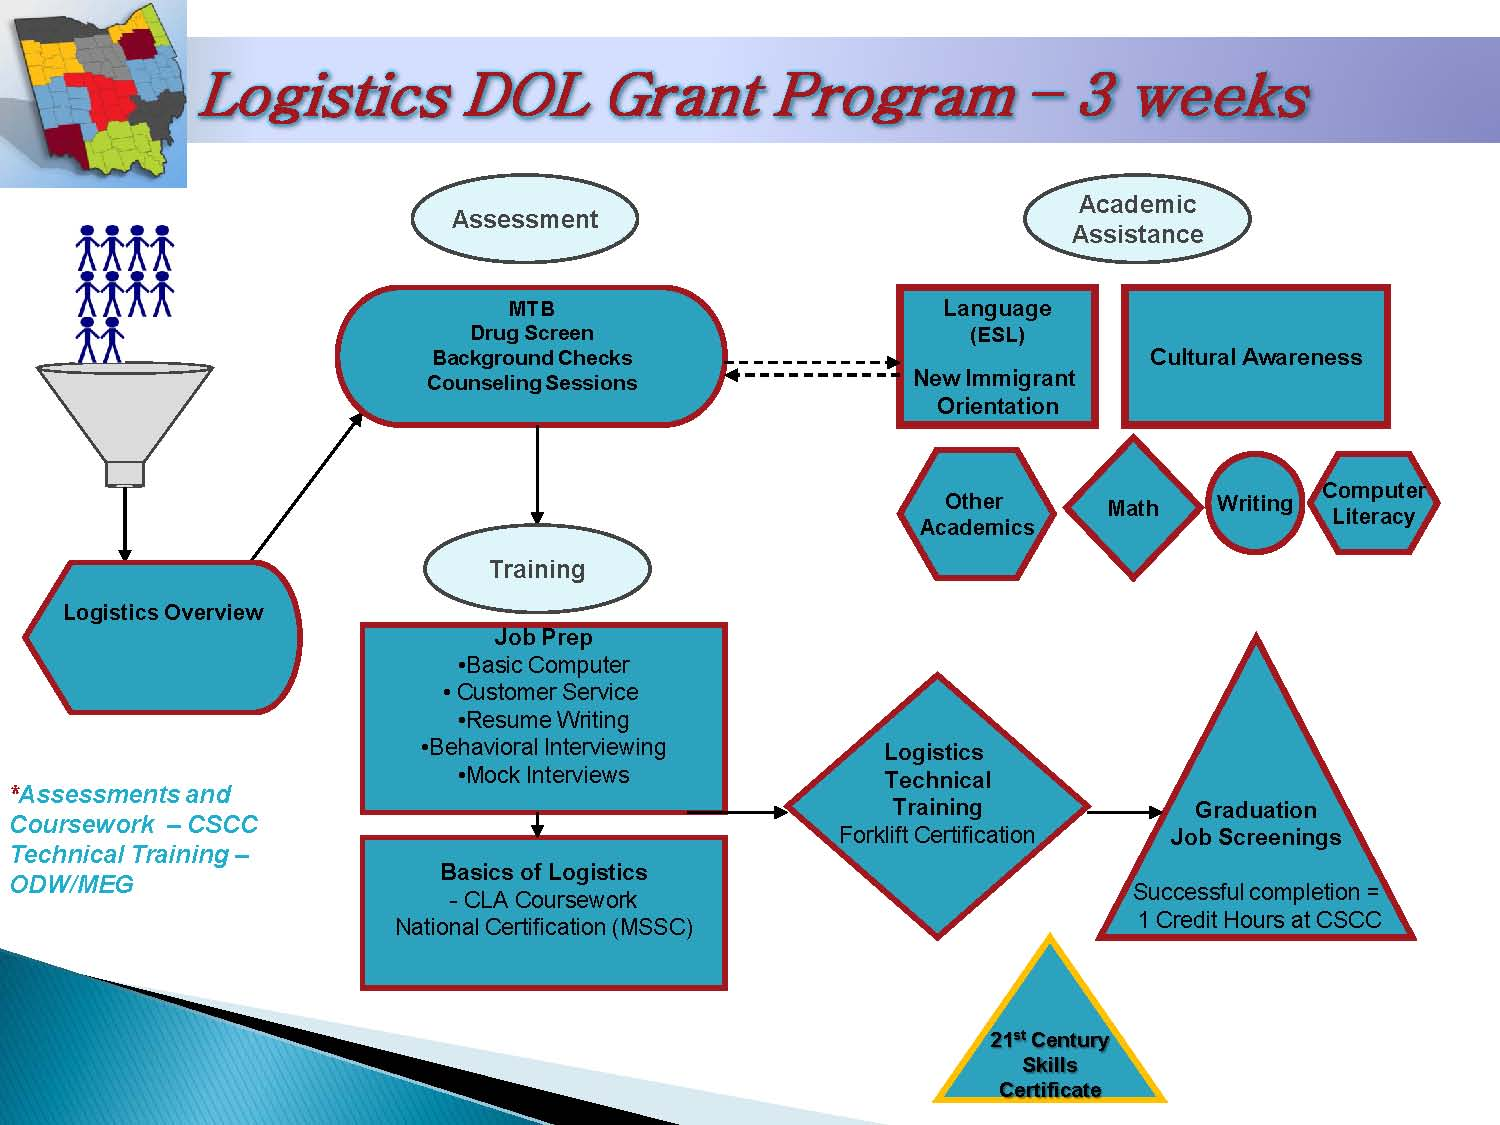 Logistics DOL Grant Program – 3 weeks
Assessment
Academic
Assistance
MTB
Drug Screen
Background Checks
Counseling Sessions
Language
(ESL)
New Immigrant
Orientation
Cultural Awareness
Other
Academics
Math
Writing
Computer
Literacy
Logistics Overview
Training
Job Prep
•Basic Computer
• Customer Service
•Resume Writing
•Behavioral Interviewing
•Mock Interviews
Basics of Logistics
- CLA Coursework
National Certification (MSSC)
Logistics
Technical
Training
Forklift Certification
Graduation
Job Screenings
Successful completion =
1 Credit Hours at CSCC
*Assessments and
Coursework – CSCC
Technical Training –
ODW/MEG
21st Century
Skills
Certificate